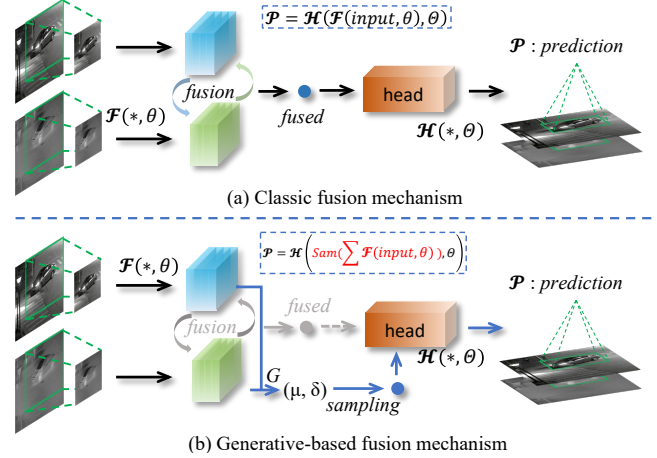 𝓟 = 𝓗(𝓕(input, θ), Θ)
𝓟 : prediction
fusion
𝓕(∗, θ)
fused
head
𝓗(∗, Θ)
(a) Classic fusion mechanism
𝓕(∗, θ)
𝓟 = 𝓗(Sam(∑ 𝓕(input, θ)), Θ)
𝓟 : prediction
fused
fusion
head
𝓗(∗, Θ)
G
(μ, δ)
sampling
(b) Generative-based fusion mechanism